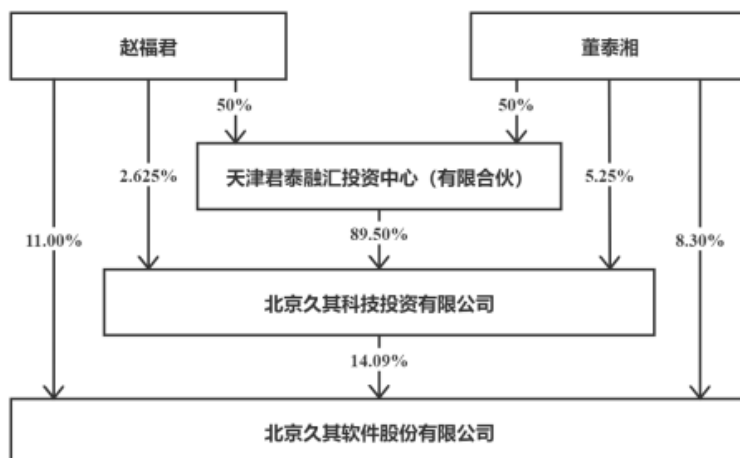 赵福君
董泰湘
50%
50%
2.625%
天津君泰融汇投资中心（有限合伙）
5.25%
11.00%
89.50%
8.30%
北京久其科技投资有限公司
14.09%
北京久其软件股份有限公司